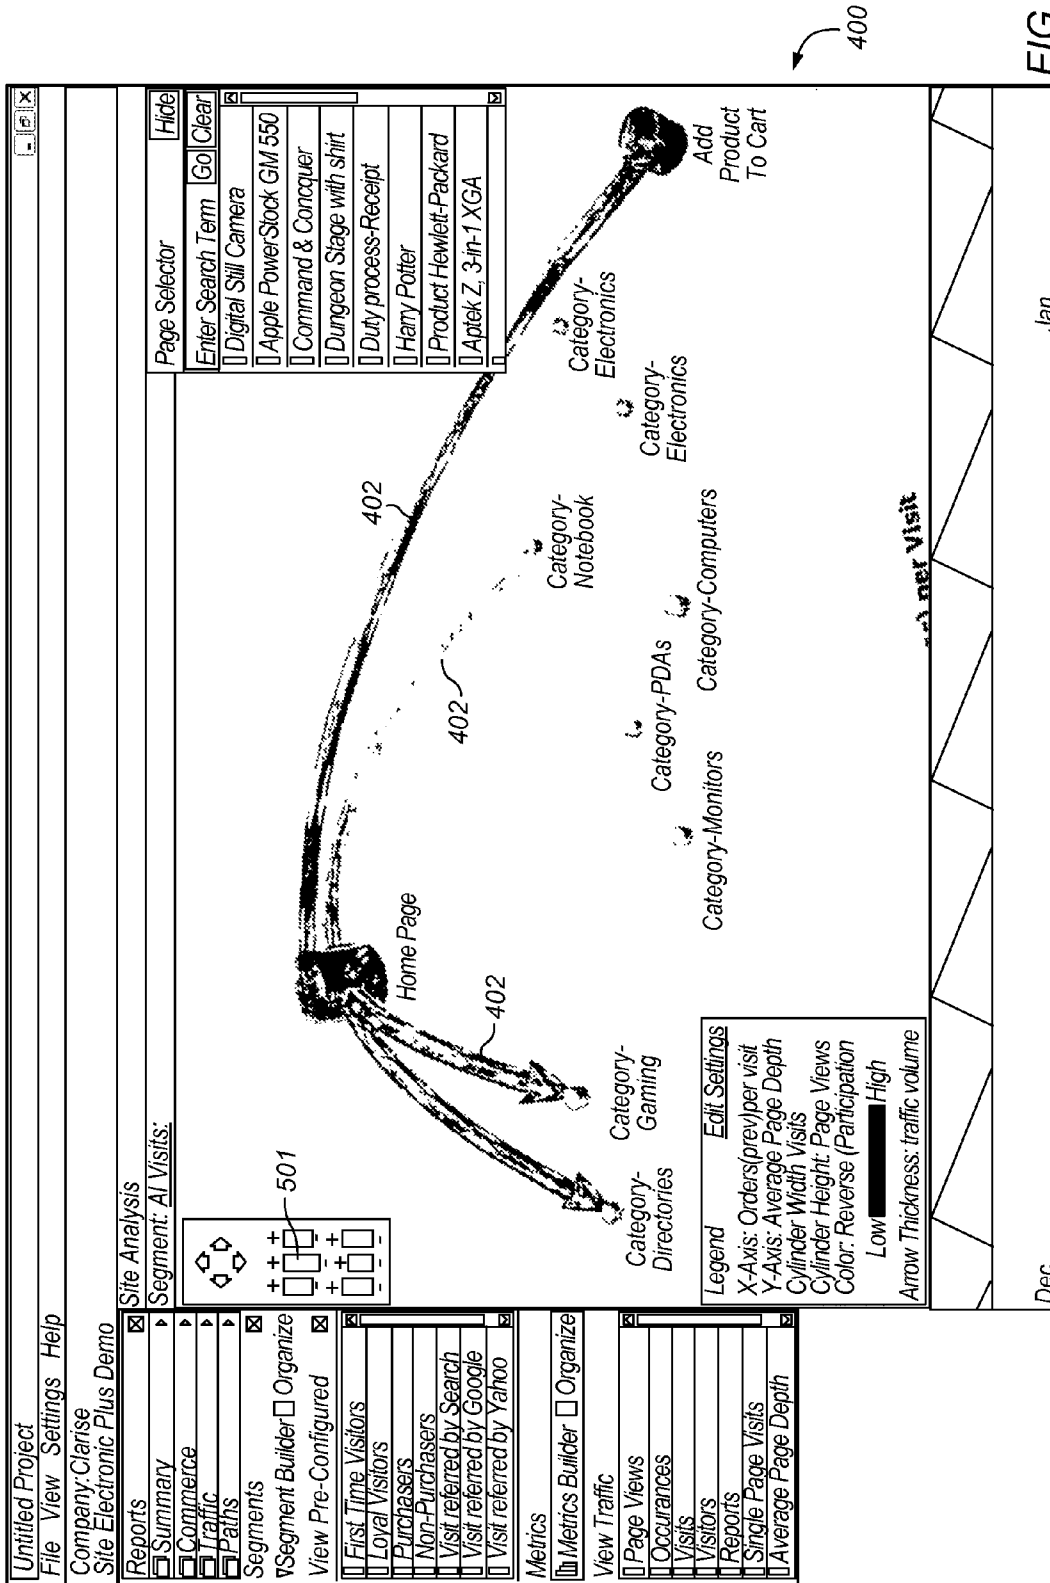 Untitled Project
File View Settings Help
Company:Clarise
Site Electronic Plus Demo
Reports
Summary
Commerce
Traffic
Paths
Segments
Segment Builder Organize
View Pre-Configured
First Time Visitors
Loyal Visitors
Purchasers
Non-Purchasers
Visit referred by Search
Visit referred by Google
Visit referred by Yahoo
Metrics
Metrics Builder Organize
View Traffic
Page Views
Occurances
Visits
Visitors
Reports
Single Page Visits
Average Page Depth
Site Analysis
Segment: AI Visits:
501
Page Selector Hide
Enter Search Term Go Clear
Digital Still Camera
Apple PowerStock GM 550
Command & Concquer
Dungeon Stage with shirt
Duty process-Receipt
Harry Potter
Product Hewlett-Packard
Aptek Z, 3-in-1 XGA
402
402
402
Home Page
Category-
Directories
Category-
Gaming
Category-
Notebook
Category-
Electronics
Category-
Electronics
Category-PDAs
Category-Monitors
Category-Computers
Add
Product
To Cart
per Visit
Legend Edit Settings
X-Axis: Orders(prev)per visit
Y-Axis: Average Page Depth
Cylinder Width Visits
Cylinder Height: Page Views
Color: Reverse (Participation
Low High
Arrow Thickness: traffic volume
Dec
Jan
400
FIG